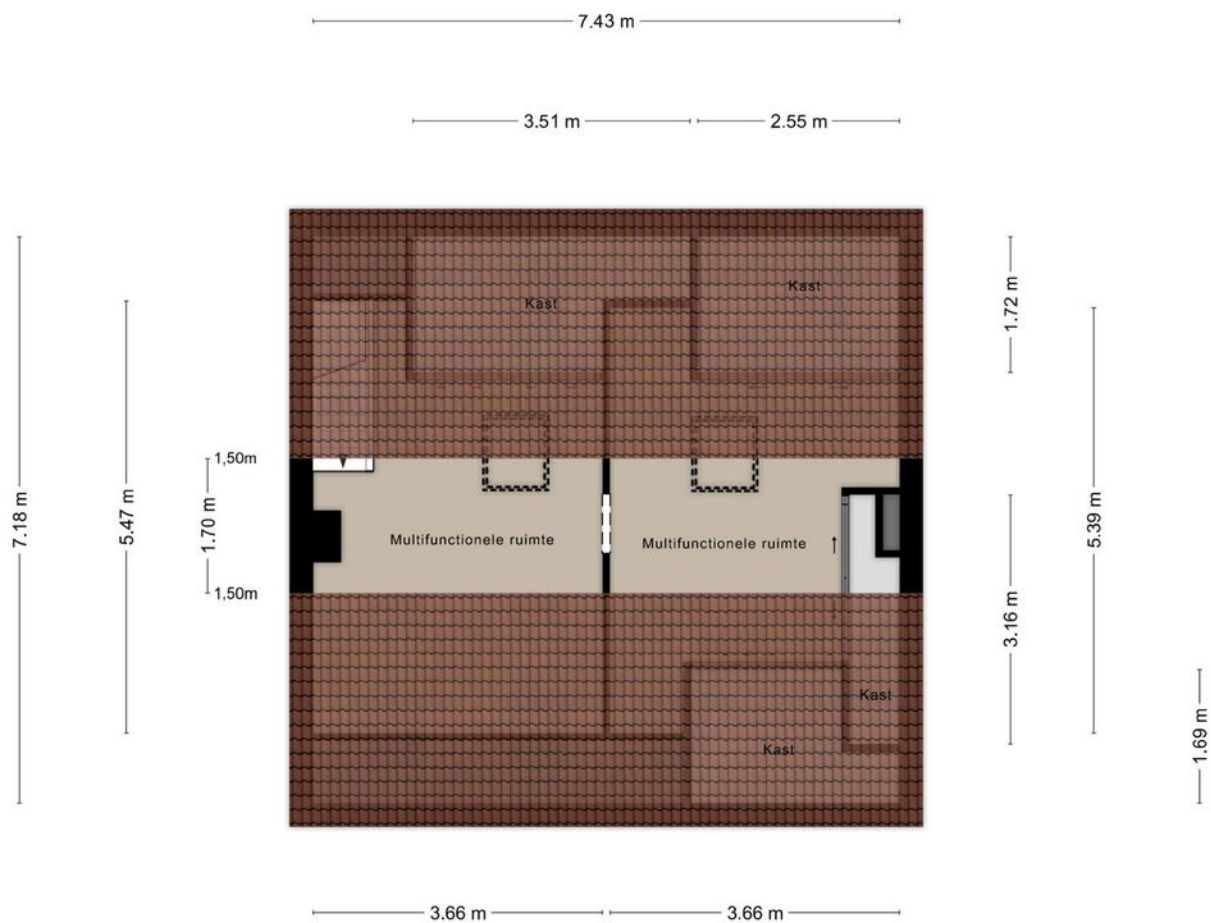 7.43 m
3.51 m
2.55 m
Kast
Kast
1.72 m
7.18 m
5.47 m
1.70 m
1,50m
1,50m
Multifunctionele ruimte
Multifunctionele ruimte
5.39 m
3.16 m
Kast
Kast
1.69 m
3.66 m
3.66 m